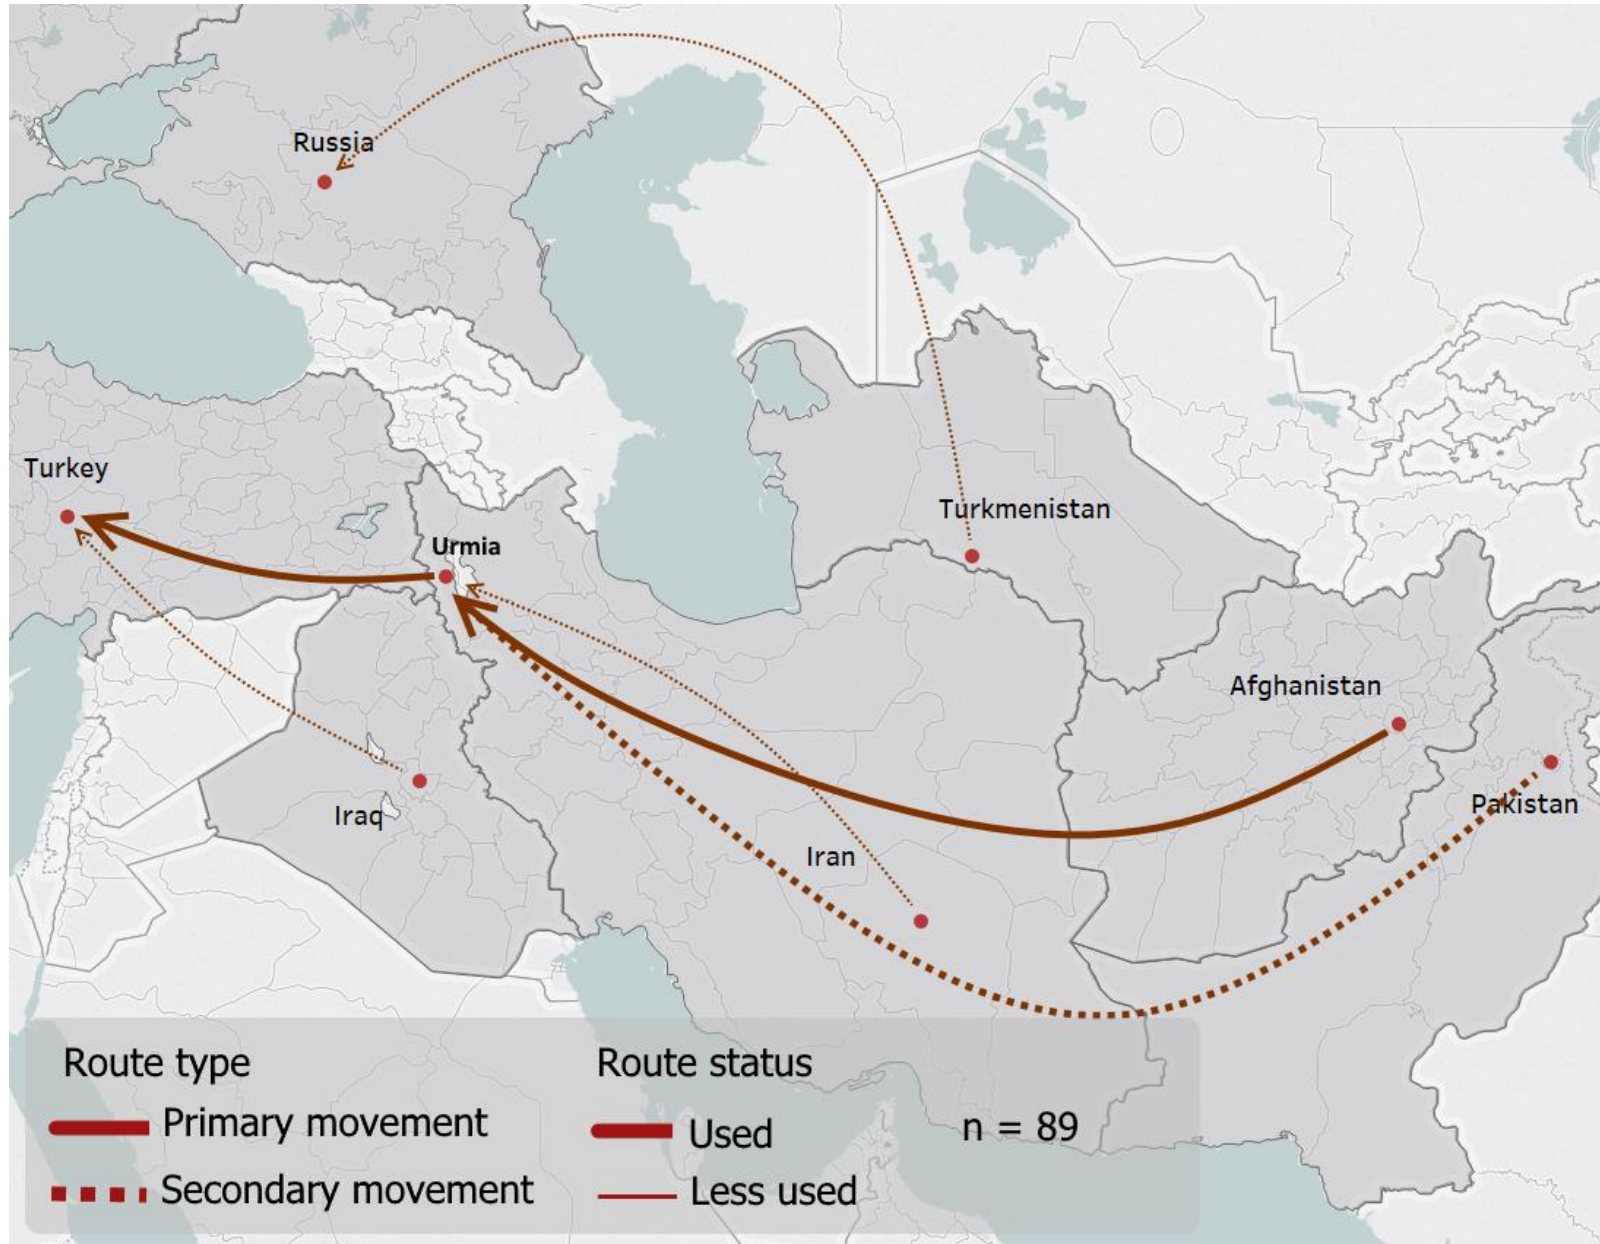 Russia
Turkey
Urmia
Turkmenistan
Afghanistan
Pakistan
Iraq
Iran
Route type
Primary movement
Secondary movement
Route status
Used
Less used
n = 89